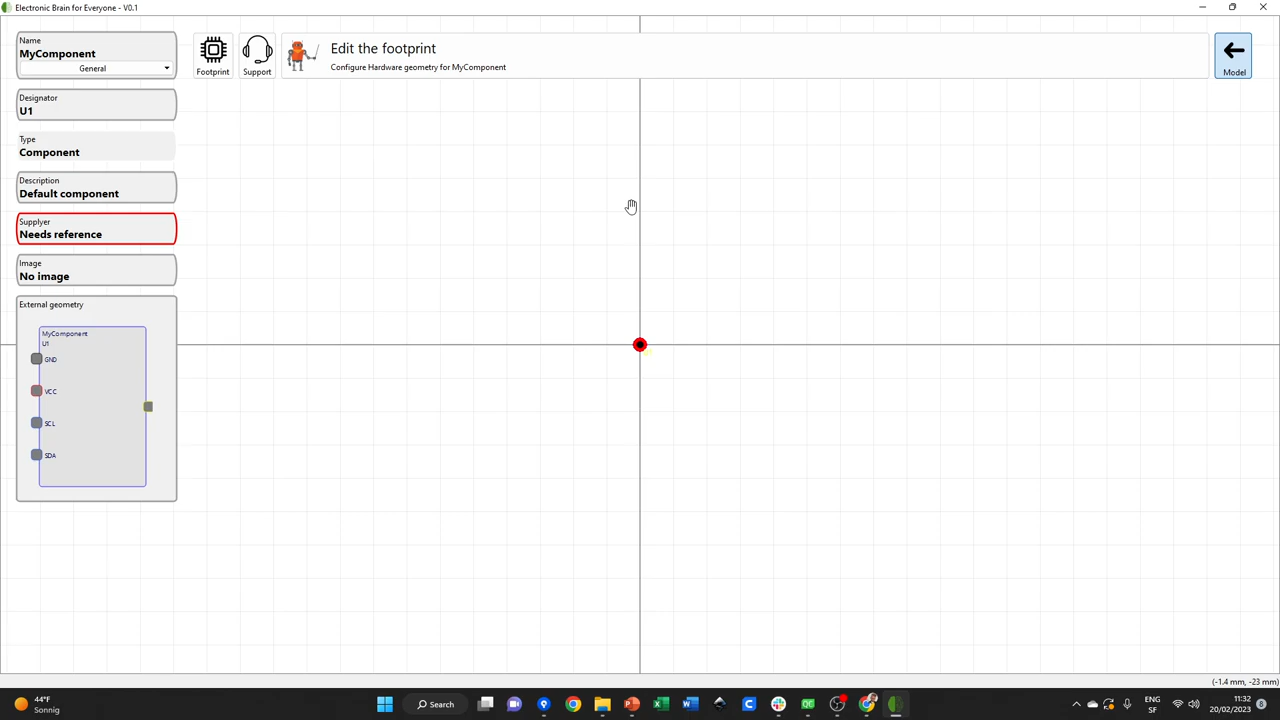 Electronic Brain for Everyone - V0.1
Name
MyComponent
General
Footprint
Support
Edit the footprint
Configure Hardware geometry for MyComponent
Model
Designator
U1
Type
Component
Description
Default component
Supplyer
Needs reference
Image
No image
External geometry
MyComponent
U1
GND
VCC
SCL
SDA
(-1.4 mm, -23 mm)
44°F
Sonnig
Search
ENG
SF
11:32
20/02/2023